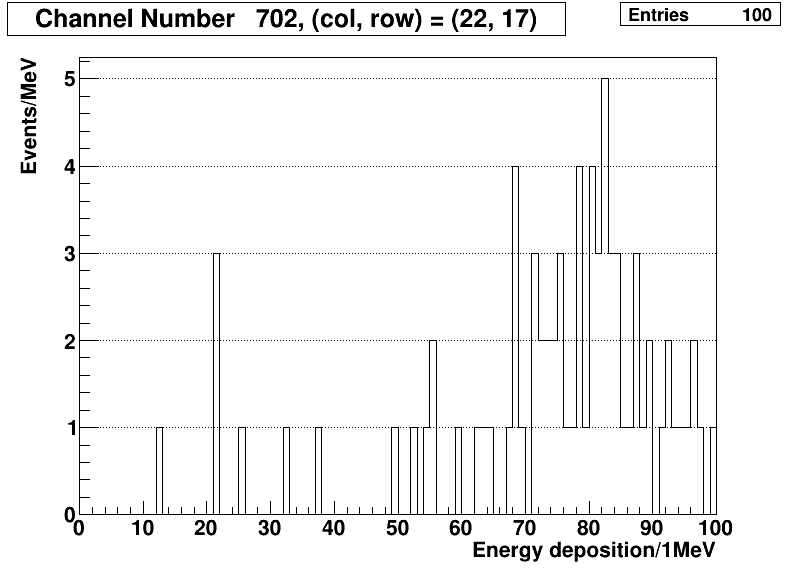 Channel Number 702, (col, row) = (22, 17)
Entries 100
Events/MeV
5
4
3
2
1
0
0 10 20 30 40 50 60 70 80 90 100
Energy deposition/1MeV